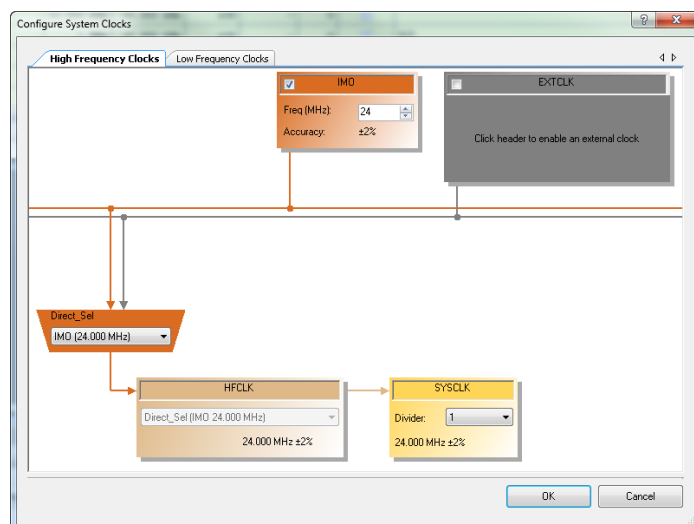 Configure System Clocks
?
High Frequency Clocks
Low Frequency Clocks
IMO
EXTCLK
Freq (MHz): 24
Accuracy: ±2%
Click header to enable an external clock
Direct_Sel
IMO (24.000 MHz)
HFCLK
SYSCLK
Direct_Sel (IMO 24.000 MHz)
Divider: 1
24.000 MHz ±2%
24.000 MHz ±2%
OK
Cancel